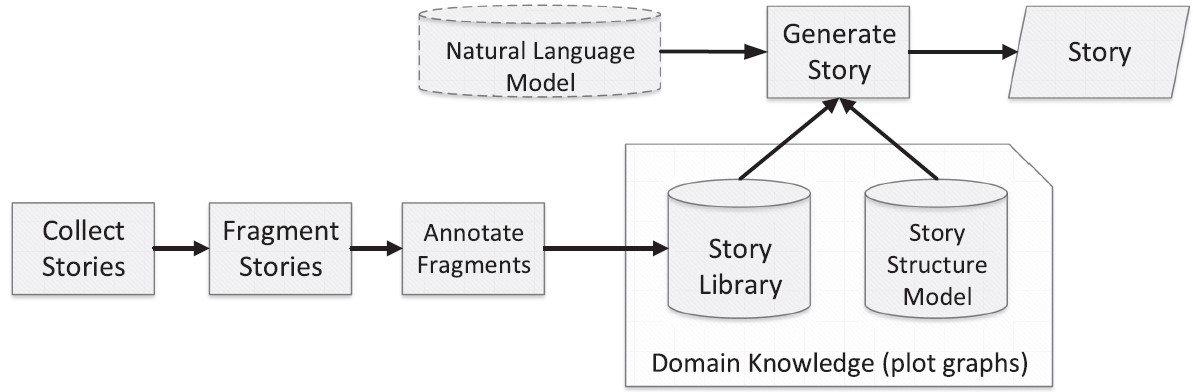 Natural Language
Model
Generate
Story
Story
Collect
Stories
Fragment
Stories
Annotate
Fragments
Story
Library
Story
Structure
Model
Domain Knowledge (plot graphs)